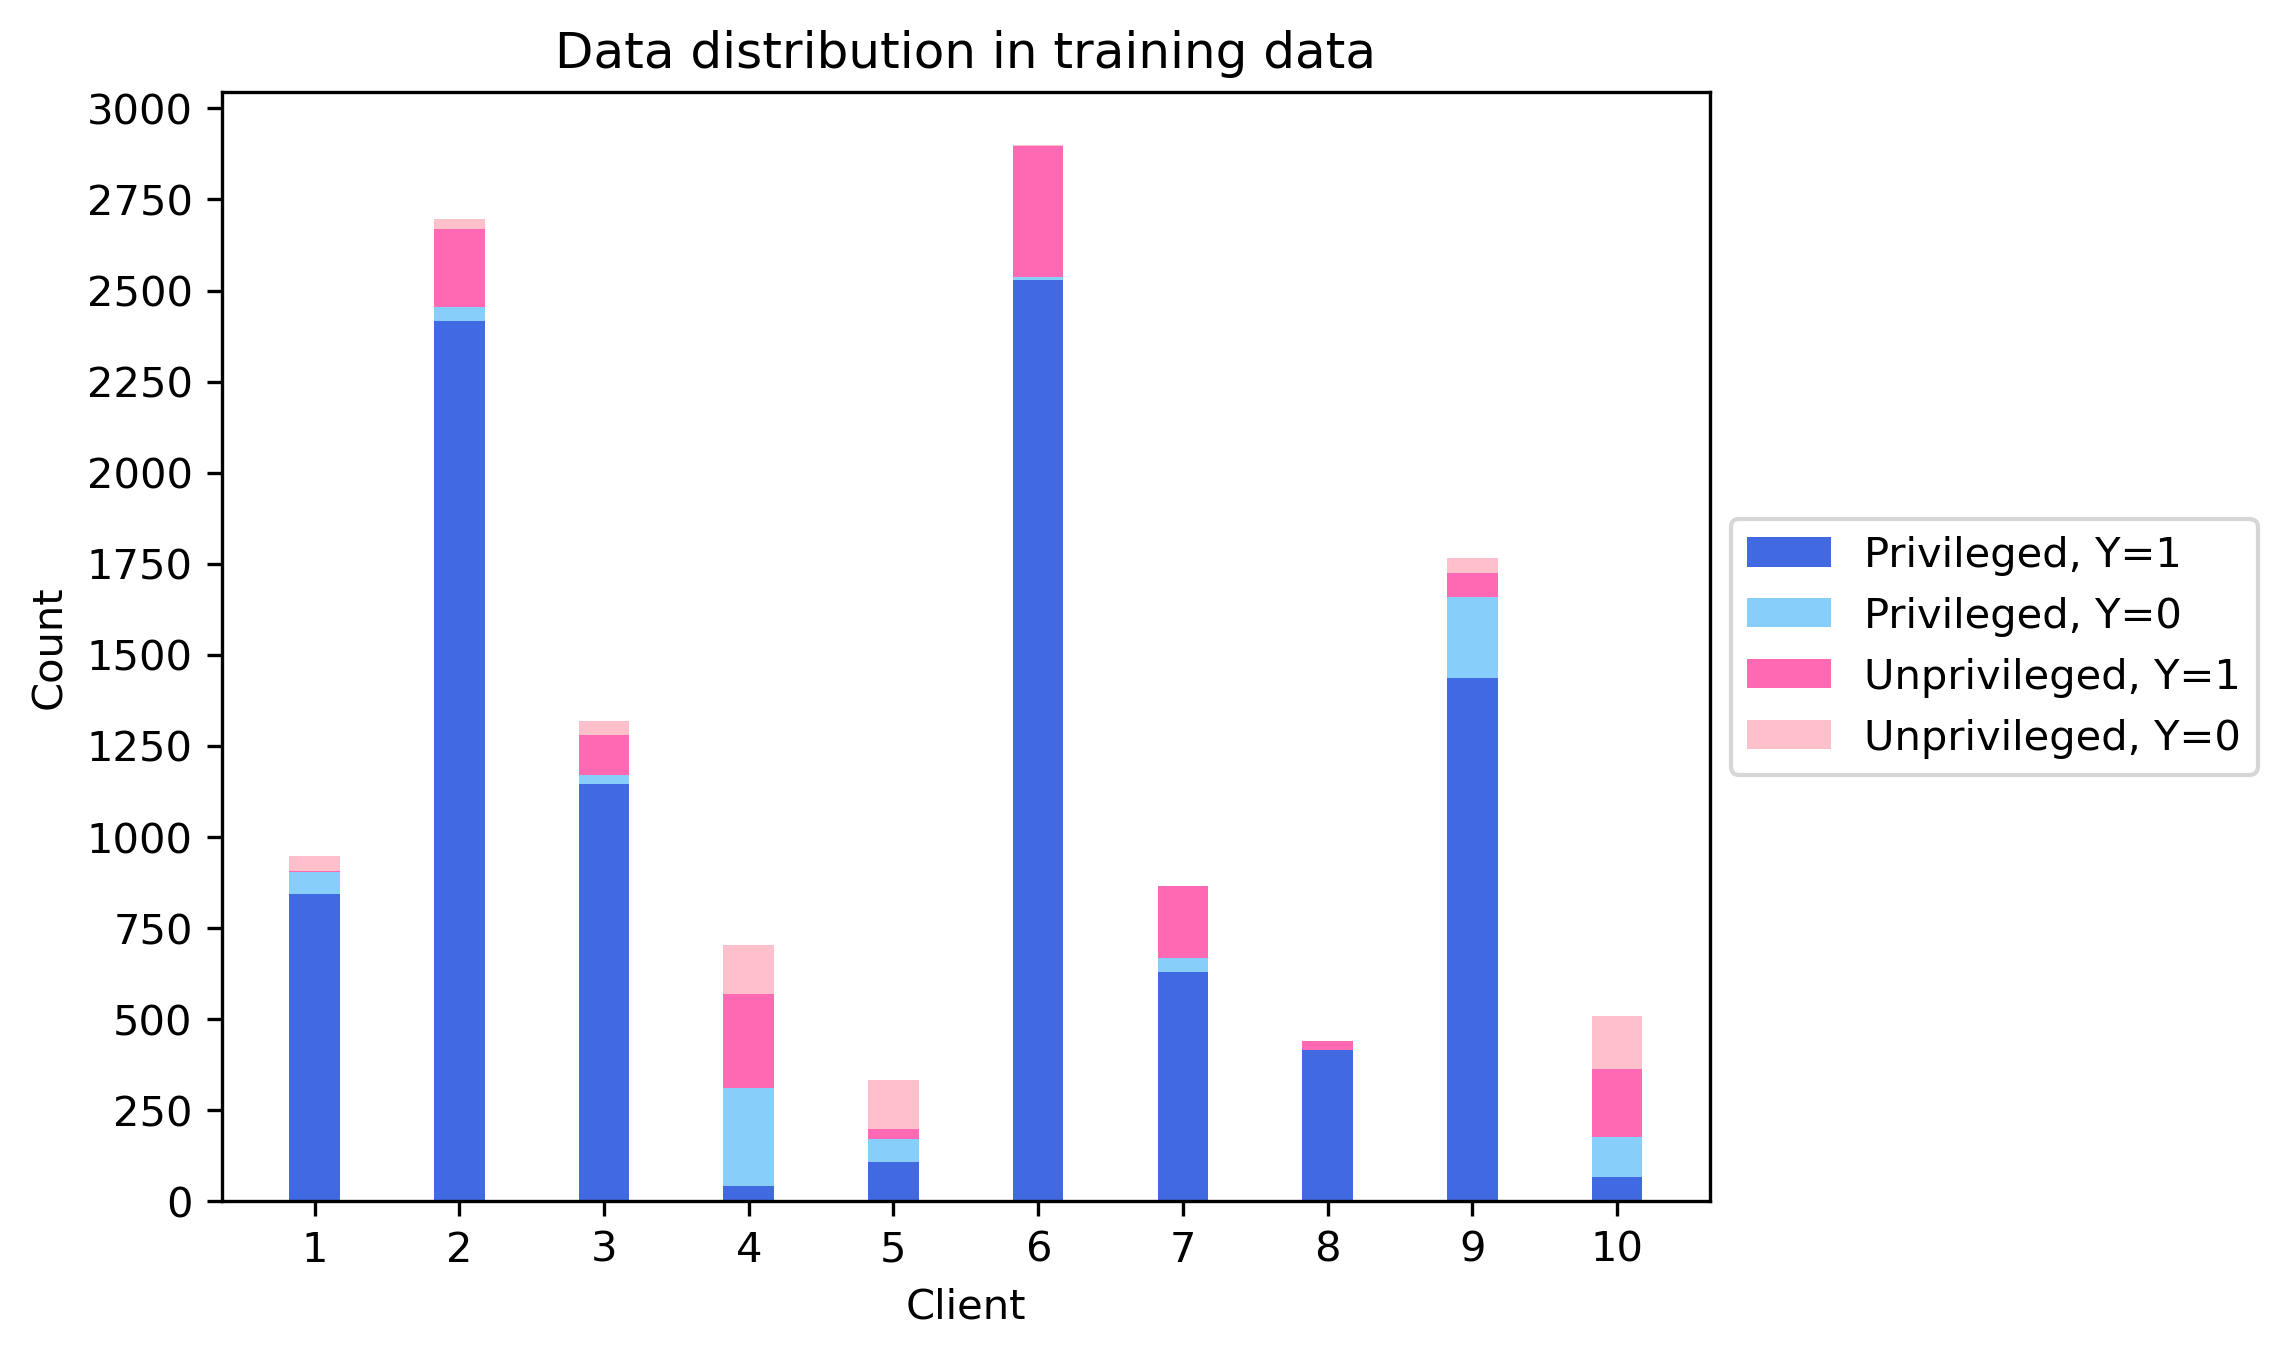 Data distribution in training data
3000
2750
2500
2250
2000
1750
1500
1250
1000
750
500
250
0
Count
1 2 3 4 5 6 7 8 9 10
Client
Privileged, Y=1
Privileged, Y=0
Unprivileged, Y=1
Unprivileged, Y=0